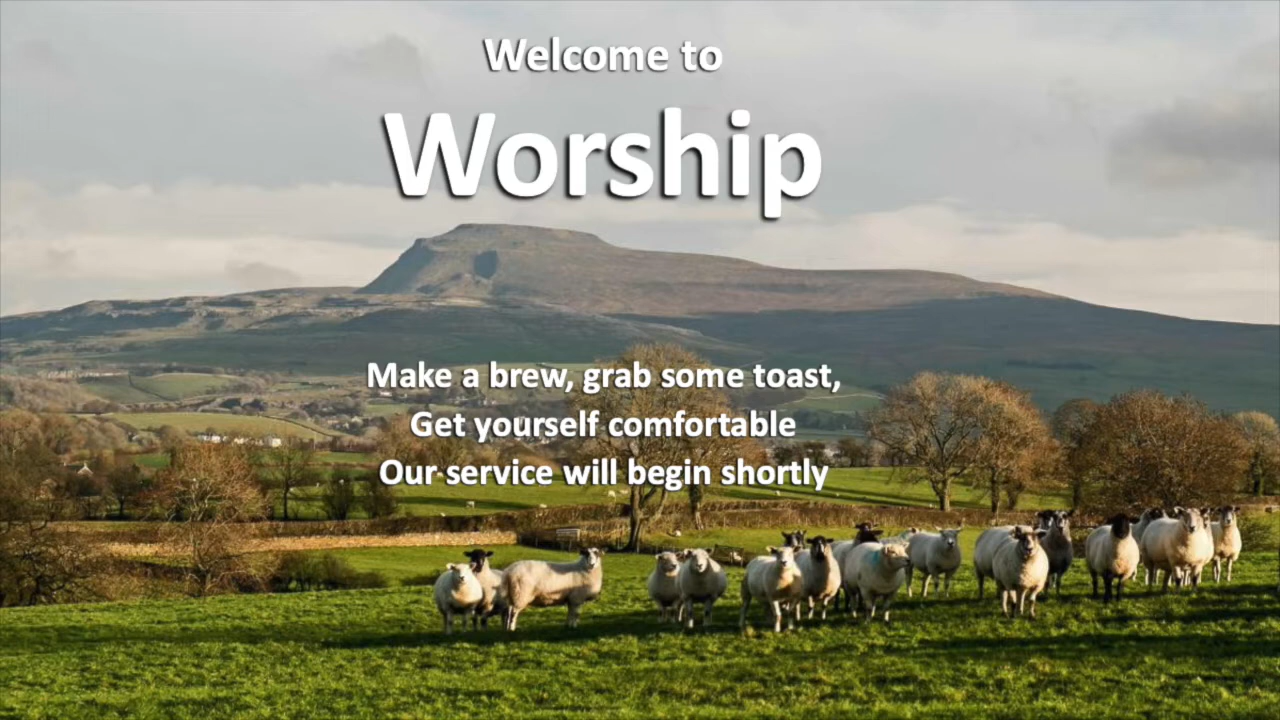 Welcome to
Worship
Make a brew, grab some toast,
Get yourself comfortable
Our service will begin shortly